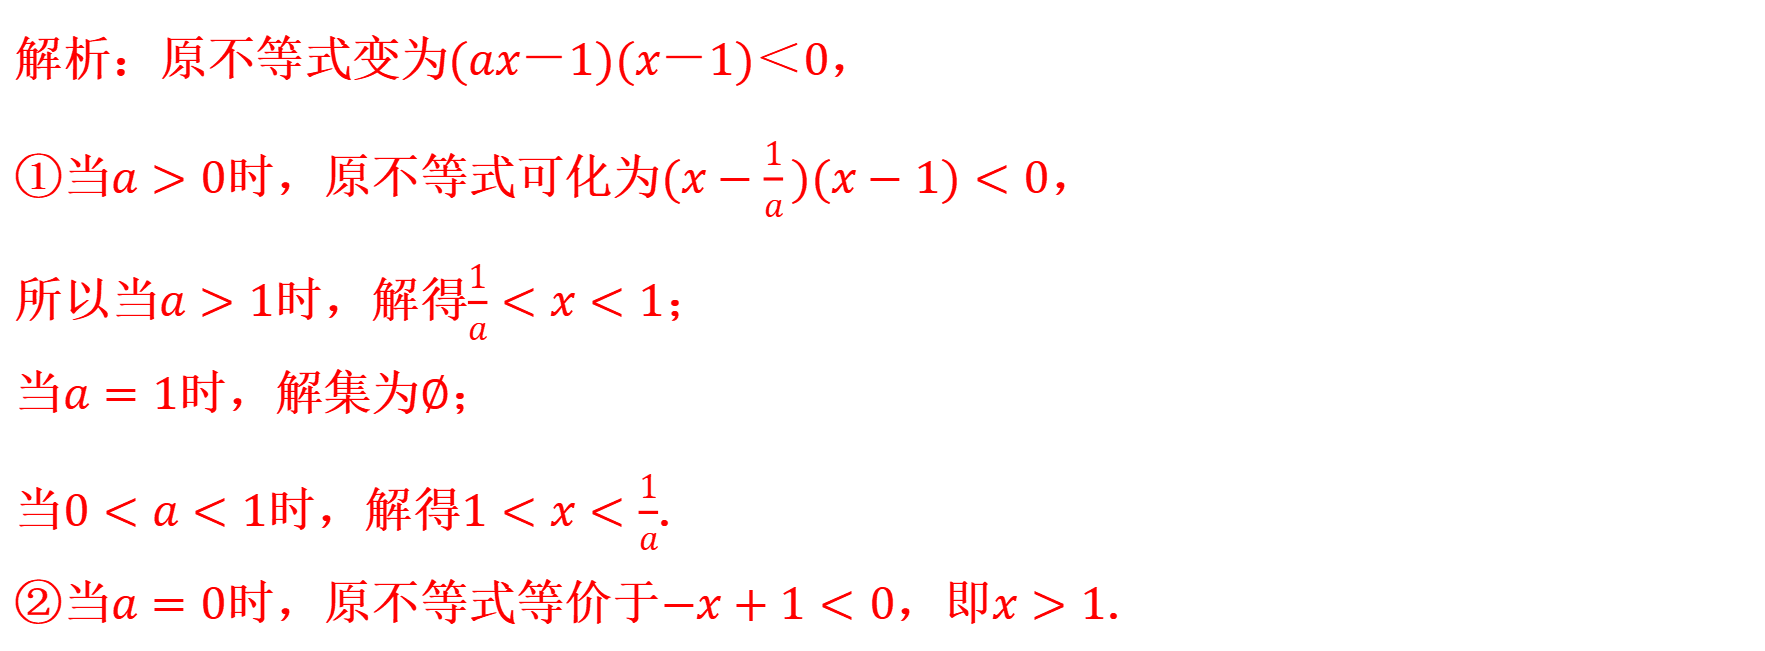 解析：原不等式变为(ax－1)(x－1)＜0，
①当a > 0时，原不等式可化为(x − 1/a)(x − 1) < 0，
所以当a > 1时，解得1/a < x < 1；
当a = 1时，解集为∅；
当0 < a < 1时，解得1 < x < 1/a.
②当a = 0时，原不等式等价于−x + 1 < 0，即x > 1.